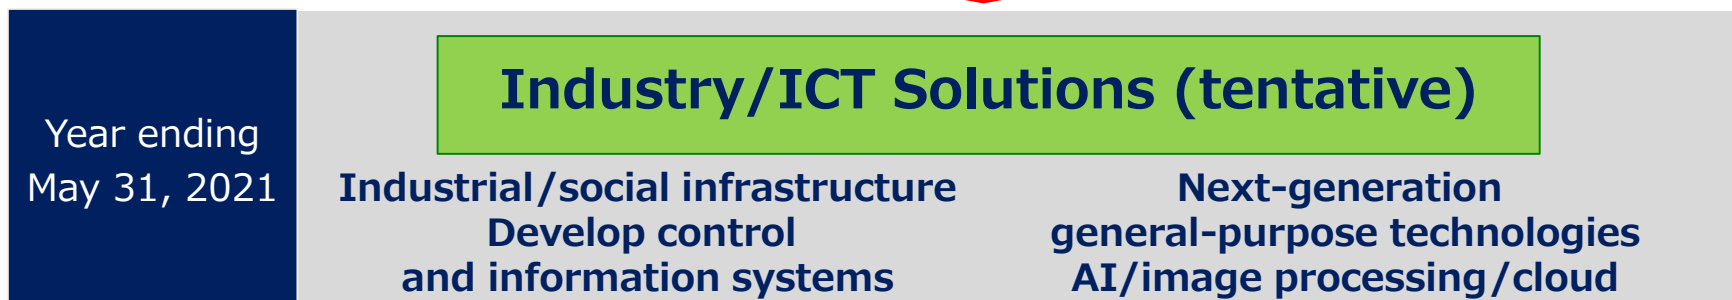 Year ending
May 31, 2021
Industry/ICT Solutions (tentative)
Industrial/social infrastructure
Develop control
and information systems
Next-generation
general-purpose technologies
AI/image processing/cloud